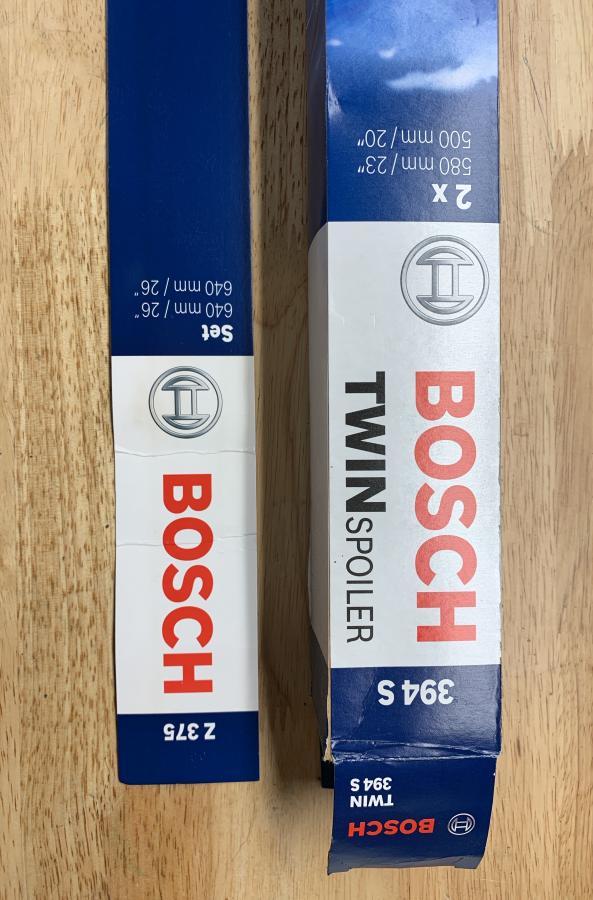 Z 375
BOSCH
Set
640 mm / 26"
640 mm / 26"
BOSCH
TWIN
394 S
394 S
BOSCH
TWINSPOILER
2 x
580 mm / 23"
500 mm / 20"